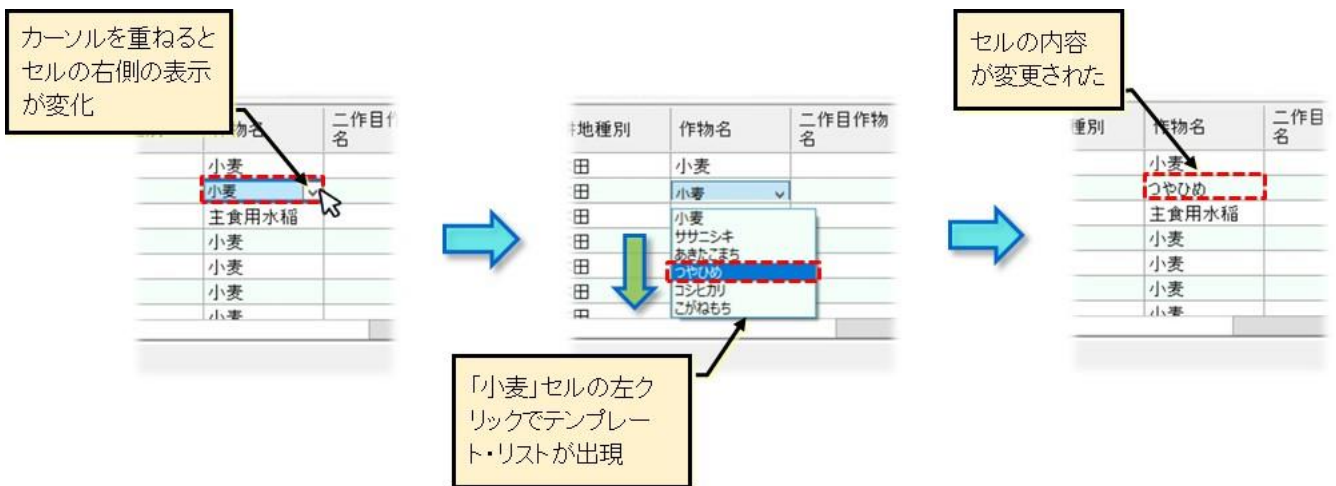 カーソルを重ねると
セルの右側の表示
が変化
セルの内容
が変更された
作物名
二作目作
名
小麦
小麦
主食用水稲
小麦
小麦
小麦
小麦
耕地種別
作物名
二作目作物
名
田
小麦
田
小麦
田
小麦
ササニシキ
田
あきたこまち
田
つやひめ
田
コシヒカリ
田
こがねもち
種別
作物名
二作目
名
小麦
つやひめ
主食用水稲
小麦
小麦
小麦
小麦
「小麦」セルの左ク
リックでテンプレー
ト・リストが出現